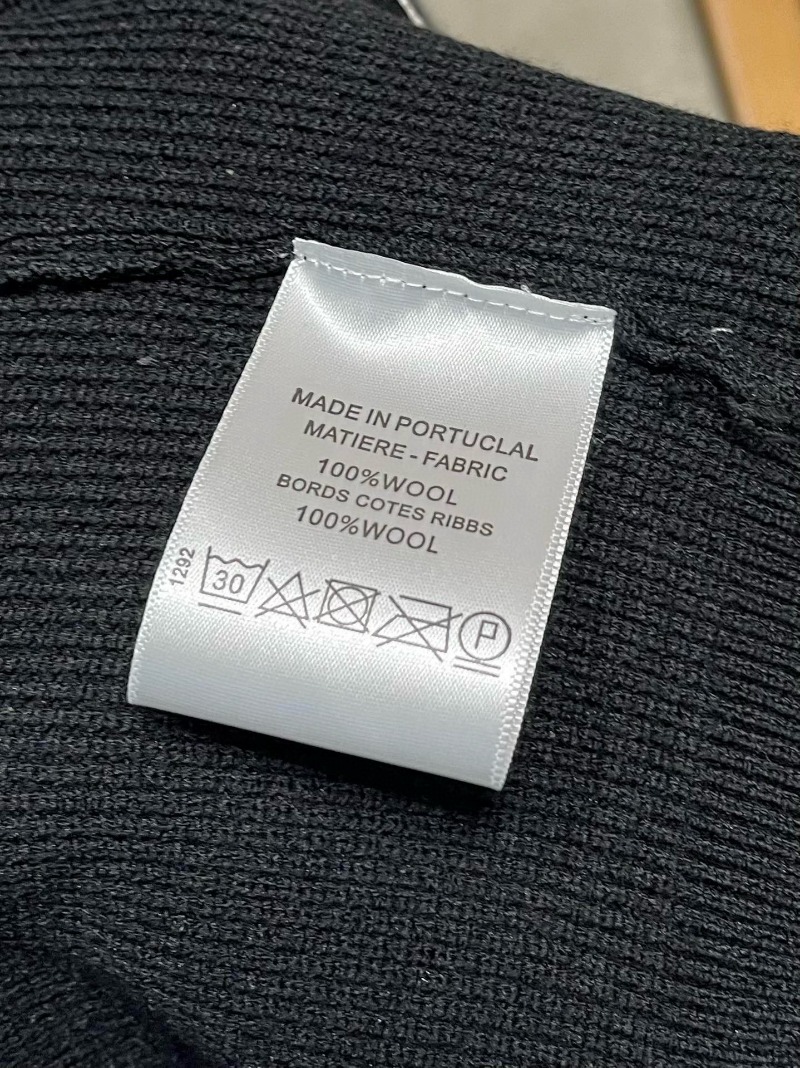 MADE IN PORTUCLAL
MATIERE - FABRIC
100%WOOL
BORDS COTES RIBBS
100%WOOL
1292
30
P